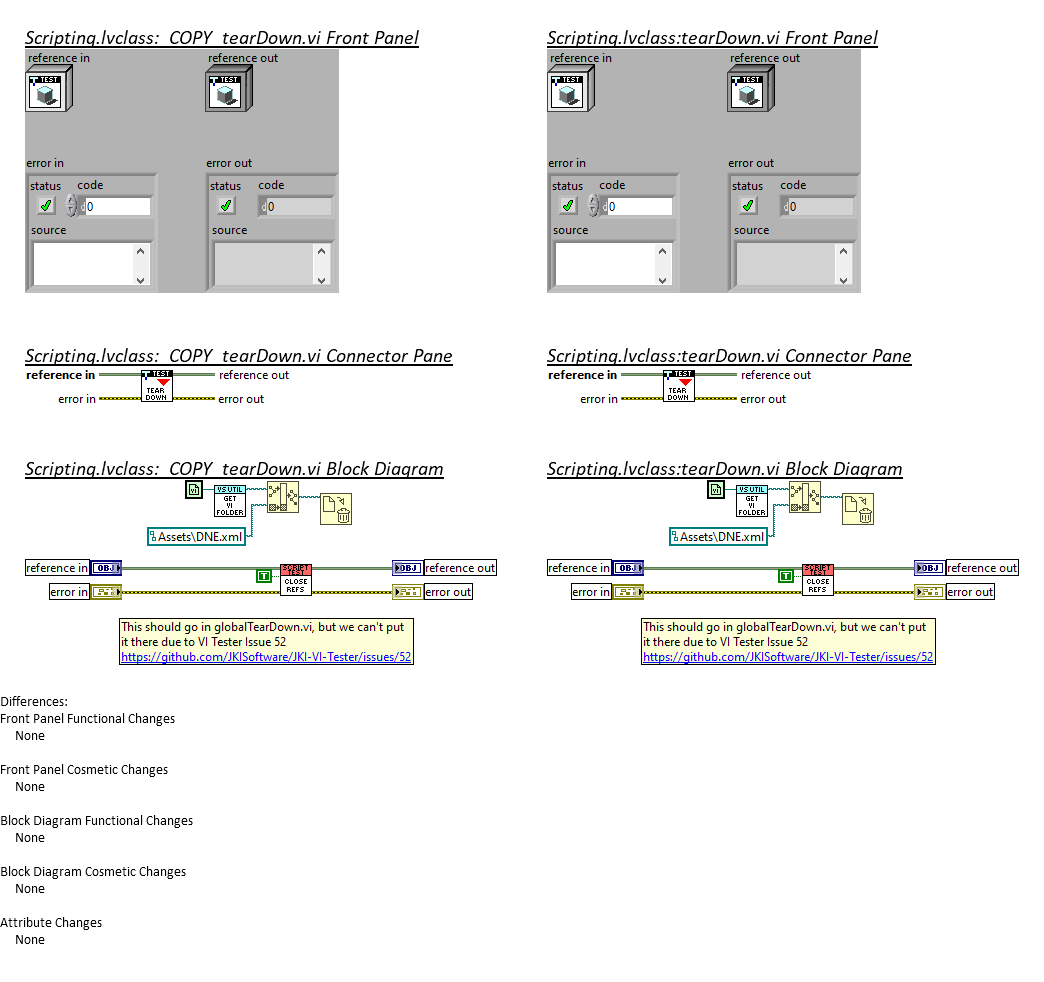 Scripting.lvclass:_COPY_tearDown.vi Front Panel
reference in
reference out
TEST
TEST
error in
error out
status
code
status
code
d
0
d
0
source
source
Scripting.lvclass:tearDown.vi Front Panel
reference in
reference out
TEST
TEST
error in
error out
status
code
status
code
d
0
d
0
source
source
Scripting.lvclass:_COPY_tearDown.vi Connector Pane
reference in
TEST
reference out
error in
TEAR
DOWN
error out
Scripting.lvclass:tearDown.vi Connector Pane
reference in
TEST
reference out
error in
TEAR
DOWN
error out
Scripting.lvclass:_COPY_tearDown.vi Block Diagram
VI
VS UTIL
GET
VI
FOLDER
Assets\DNE.xml
reference in
OBJ
SCRIPT
TEST
OBJ
reference out
T
CLOSE
REFS
error in
error out
This should go in globalTearDown.vi, but we can't put
it there due to VI Tester Issue 52
https://github.com/JKISoftware/JKI-VI-Tester/issues/52
Scripting.lvclass:tearDown.vi Block Diagram
VI
VS UTIL
GET
VI
FOLDER
Assets\DNE.xml
reference in
OBJ
SCRIPT
TEST
OBJ
reference out
T
CLOSE
REFS
error in
error out
This should go in globalTearDown.vi, but we can't put
it there due to VI Tester Issue 52
https://github.com/JKISoftware/JKI-VI-Tester/issues/52
Differences:
Front Panel Functional Changes
None
Front Panel Cosmetic Changes
None
Block Diagram Functional Changes
None
Block Diagram Cosmetic Changes
None
Attribute Changes
None